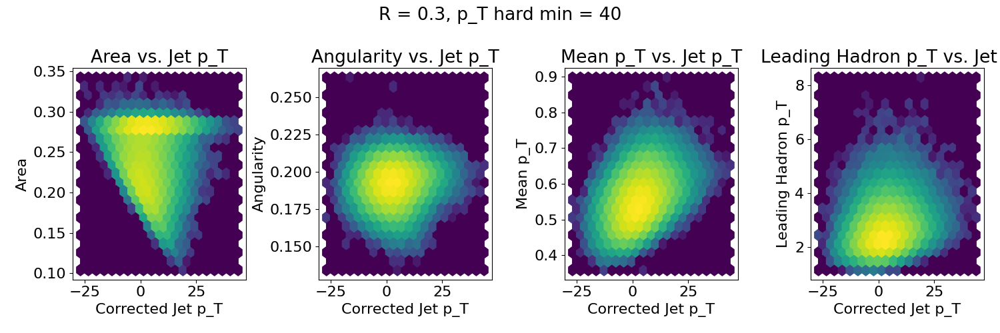 R = 0.3, p_T hard min = 40
Area vs. Jet p_T
Angularity vs. Jet p_T
Mean p_T vs. Jet p_T
Leading Hadron p_T vs. Jet
0.35
0.30
0.25
0.20
0.15
0.10
Area
−25
0
25
Corrected Jet p_T
0.250
0.225
0.200
0.175
0.150
Angularity
−25
0
25
Corrected Jet p_T
0.9
0.8
0.7
0.6
0.5
0.4
Mean p_T
−25
0
25
Corrected Jet p_T
8
6
4
2
Leading Hadron p_T
−25
0
25
Corrected Jet p_T